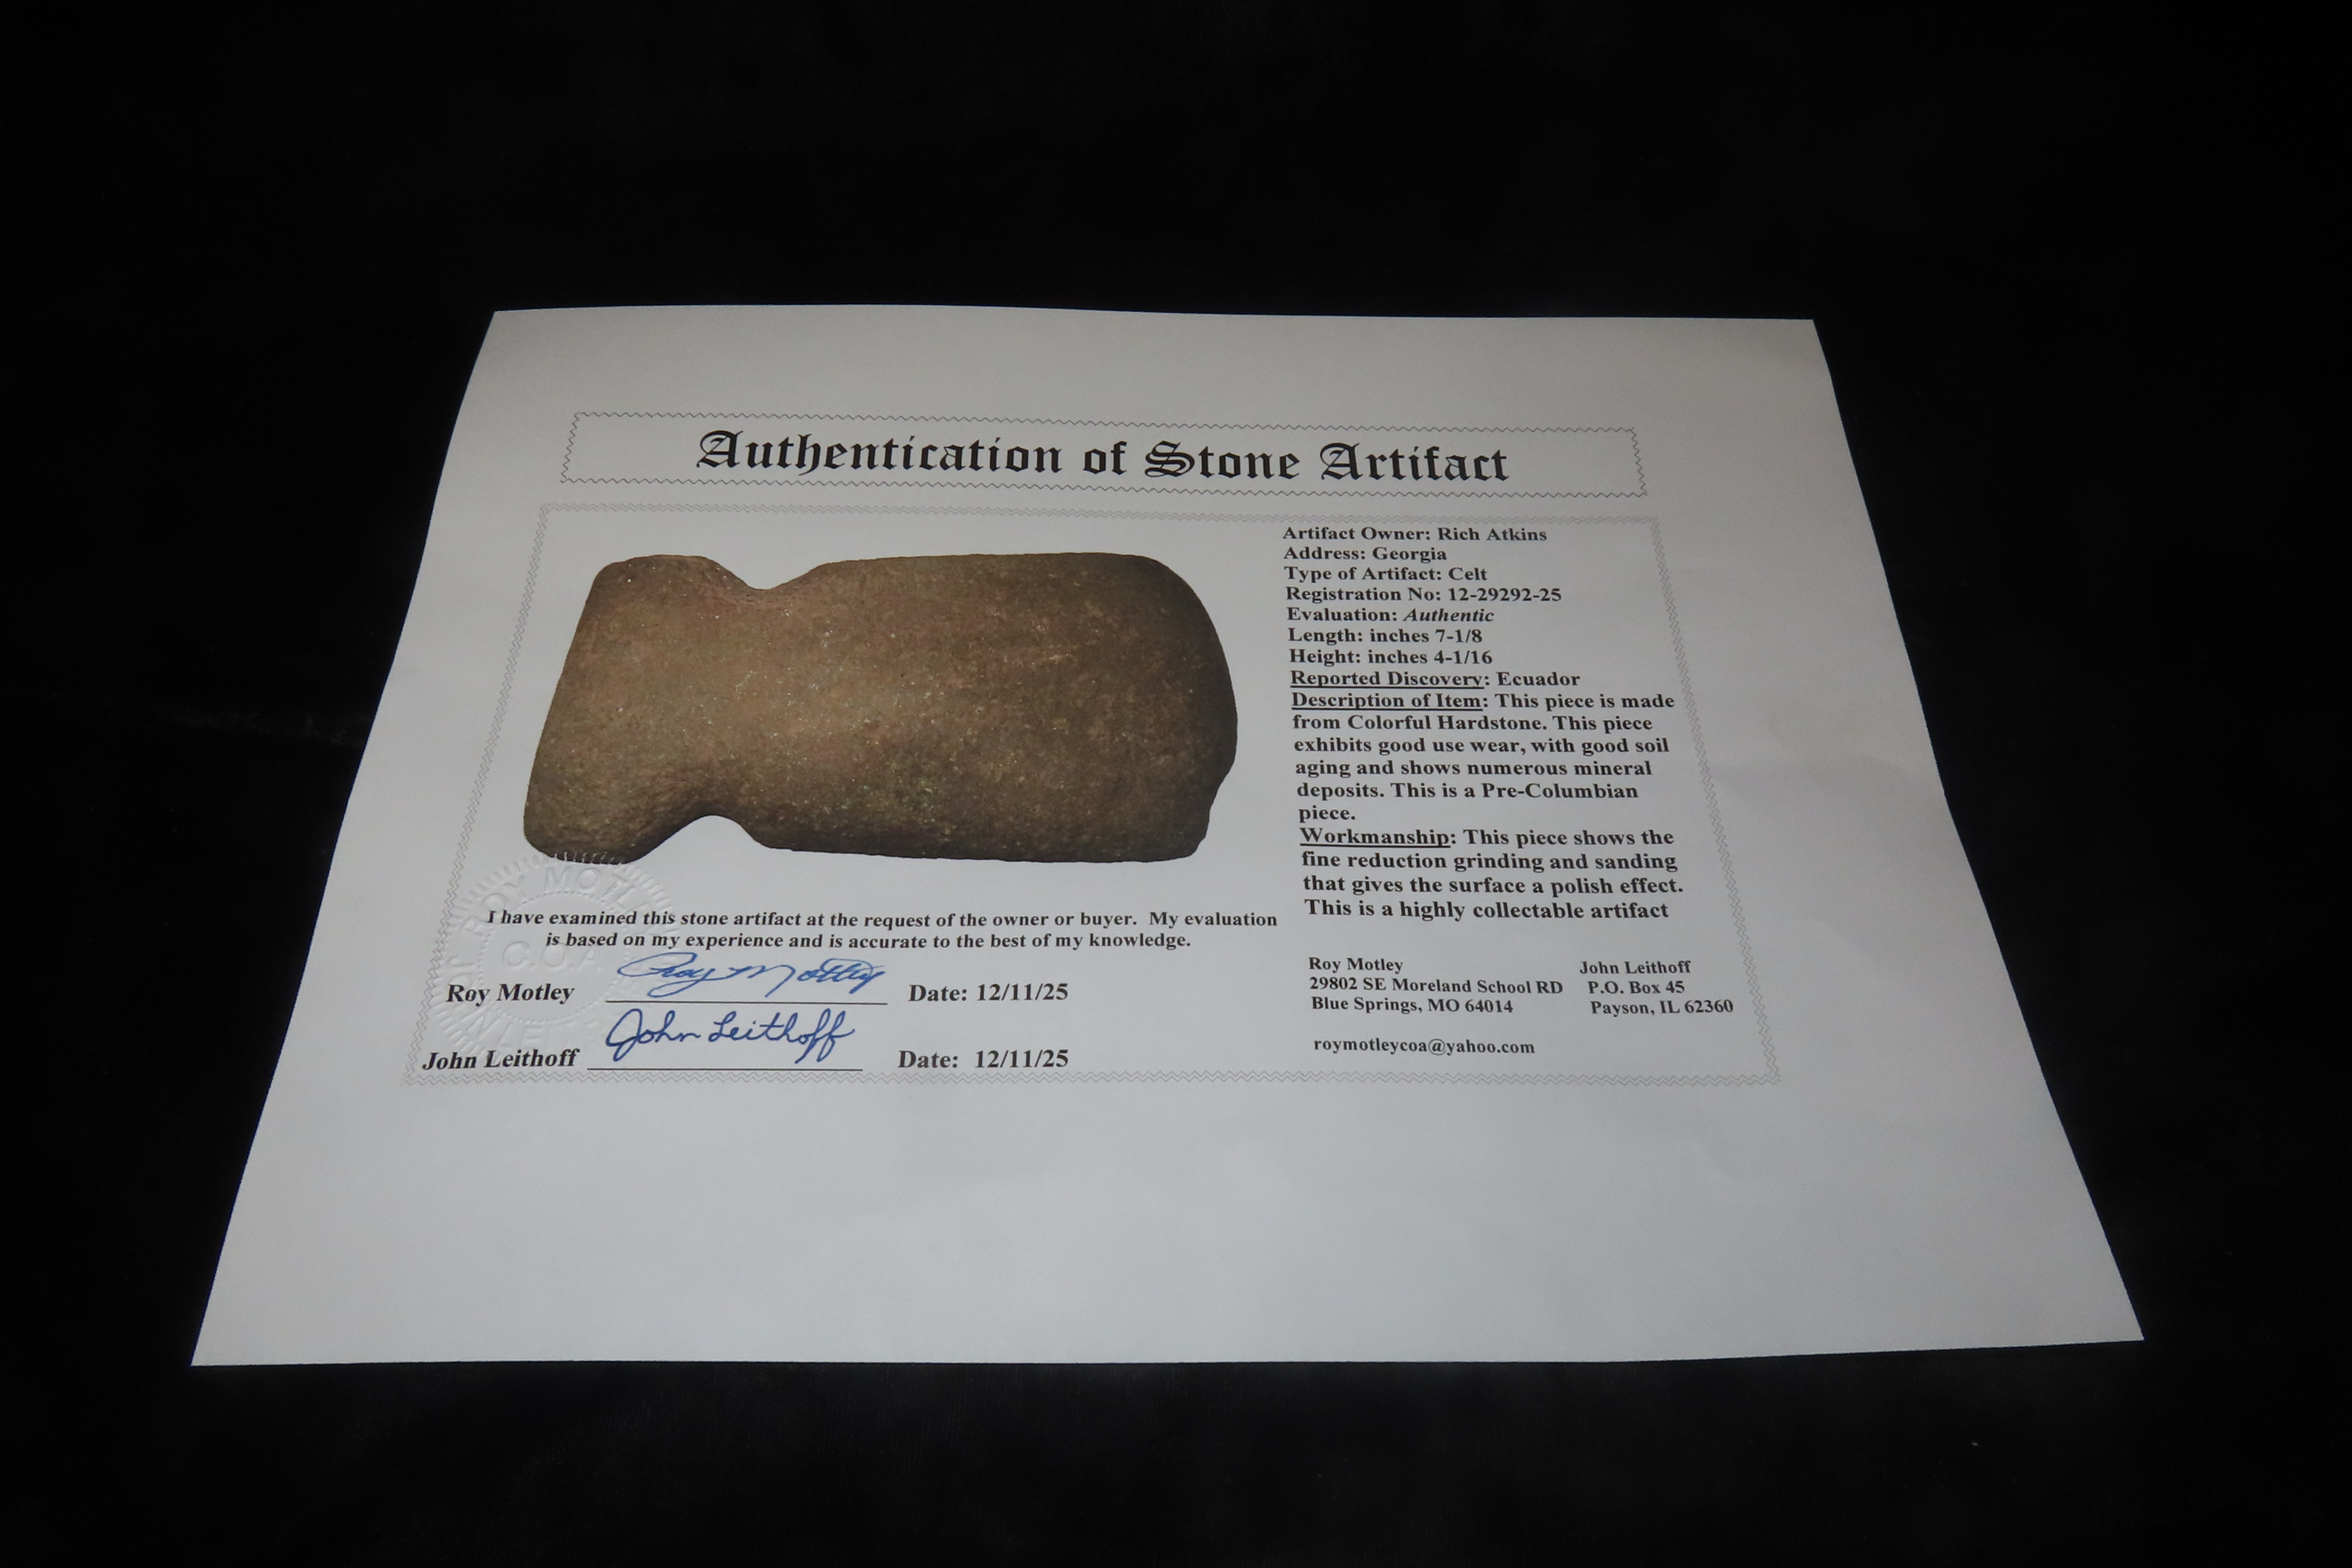 Authentication of Stone Artifact
Artifact Owner: Rich Atkins
Address: Georgia
Type of Artifact: Celt
Registration No: 12-29292-25
Evaluation: Authentic
Length: inches 7-1/8
Height: inches 4-1/16
Reported Discovery: Ecuador
Description of Item: This piece is made
from Colorful Hardstone. This piece
exhibits good use wear, with good soil
aging and shows numerous mineral
deposits. This is a Pre-Columbian
piece.
Workmanship: This piece shows the
fine reduction grinding and sanding
that gives the surface a polish effect.
This is a highly collectable artifact
I have examined this stone artifact at the request of the owner or buyer. My evaluation
is based on my experience and is accurate to the best of my knowledge.
Roy Motley Roy Motley Date: 12/11/25
John Leithoff John Leithoff Date: 12/11/25
Roy Motley
29802 SE Moreland School RD
Blue Springs, MO 64014
roymotleycoa@yahoo.com
John Leithoff
P.O. Box 45
Payson, IL 62360
ROY MOTLEY
C.O.A.